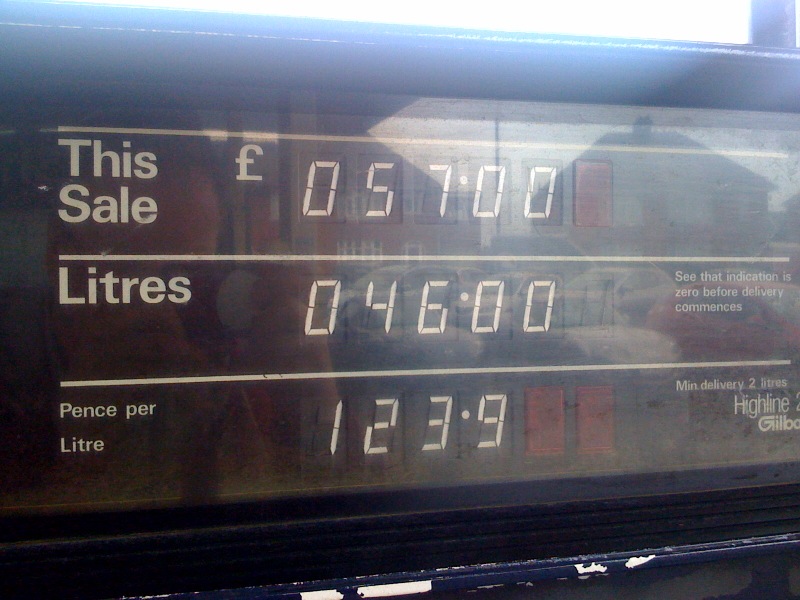 This Sale £ 057:00
Litres 046:00
See that indication is
zero before delivery
commences
Min delivery 2 litres
Pence per
Litre 123·9
Highline